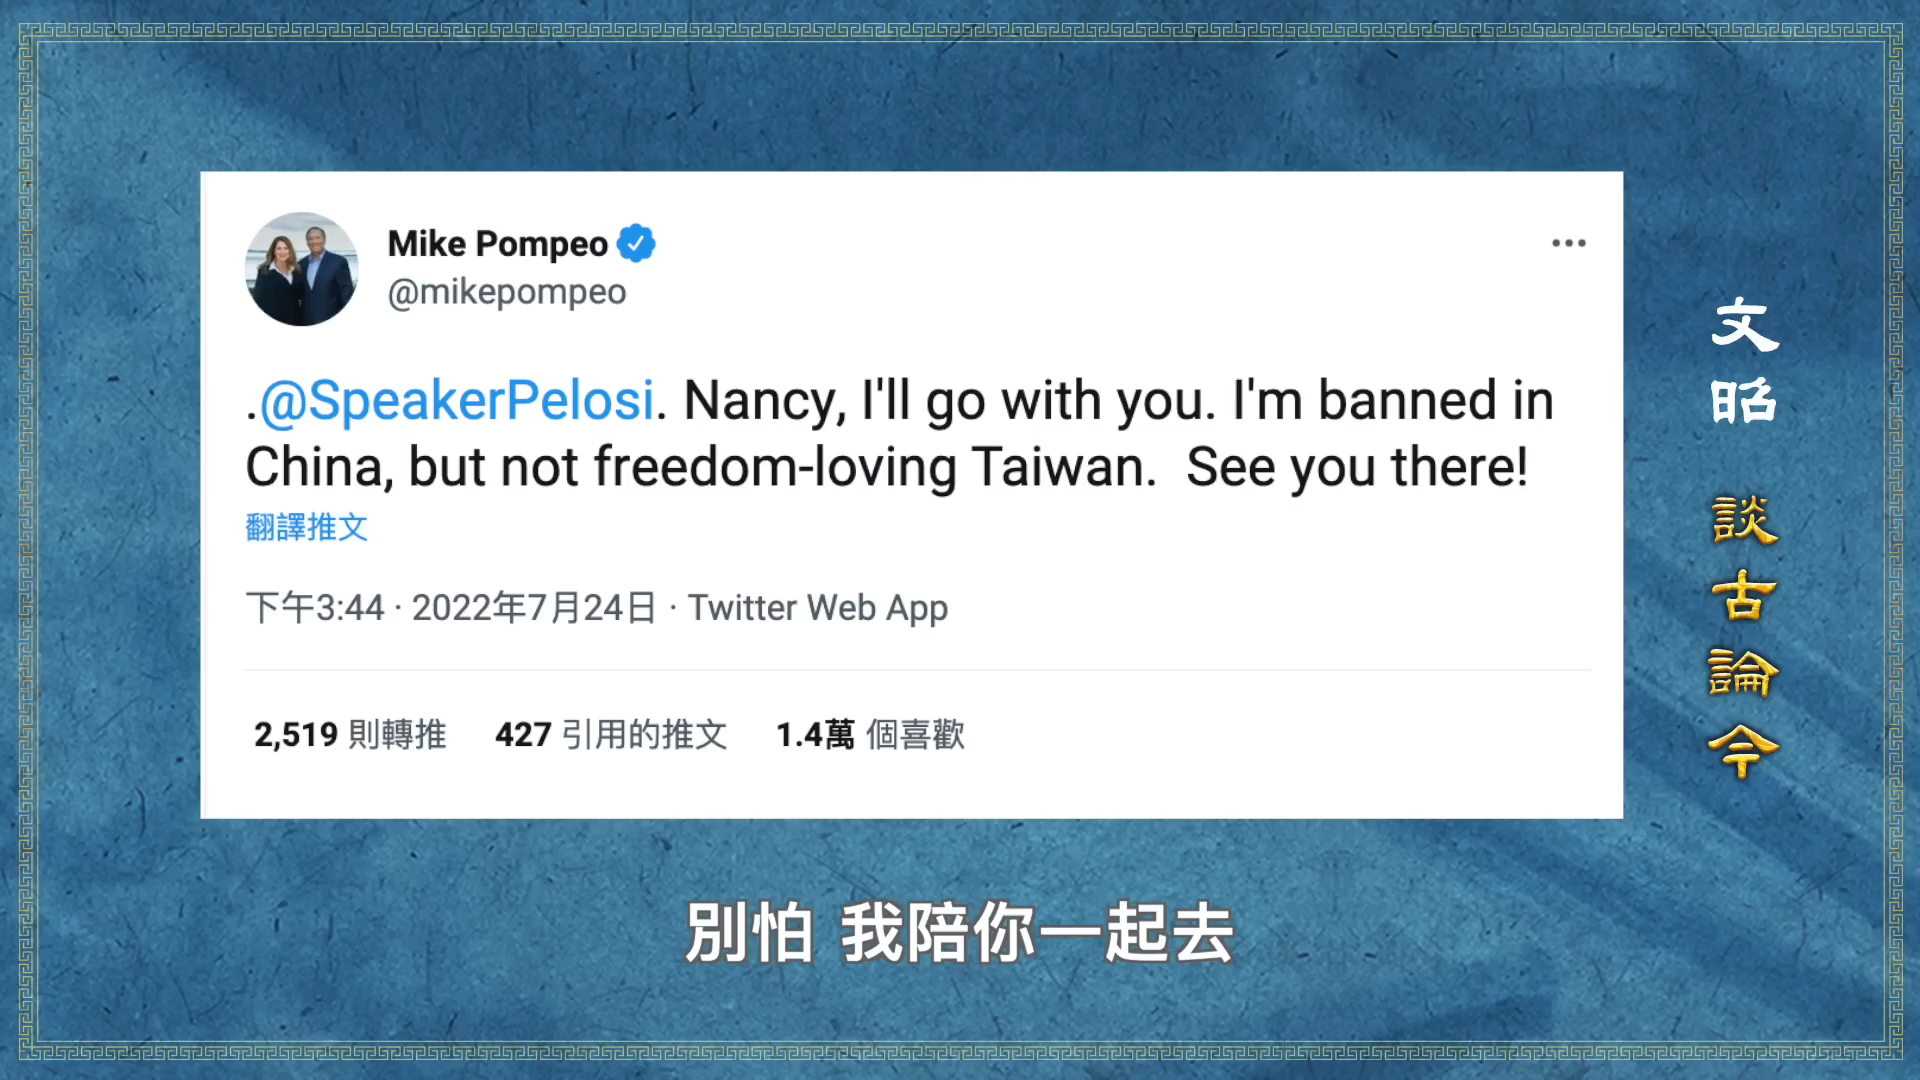 Mike Pompeo
@mikepompeo
.@SpeakerPelosi. Nancy, I'll go with you. I'm banned in
China, but not freedom-loving Taiwan.  See you there!
翻譯推文
下午3:44 · 2022年7月24日 · Twitter Web App
2,519 則轉推 427 引用的推文 1.4萬 個喜歡
文昭 談古論今
別怕 我陪你一起去